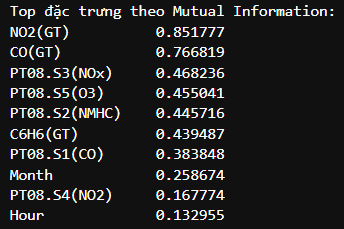 Top đặc trưng theo Mutual Information:
NO2(GT) 0.851777
CO(GT) 0.766819
PT08.S3(NOx) 0.468236
PT08.S5(O3) 0.455041
PT08.S2(NMHC) 0.445716
C6H6(GT) 0.439487
PT08.S1(CO) 0.383848
Month 0.258674
PT08.S4(NO2) 0.167774
Hour 0.132955